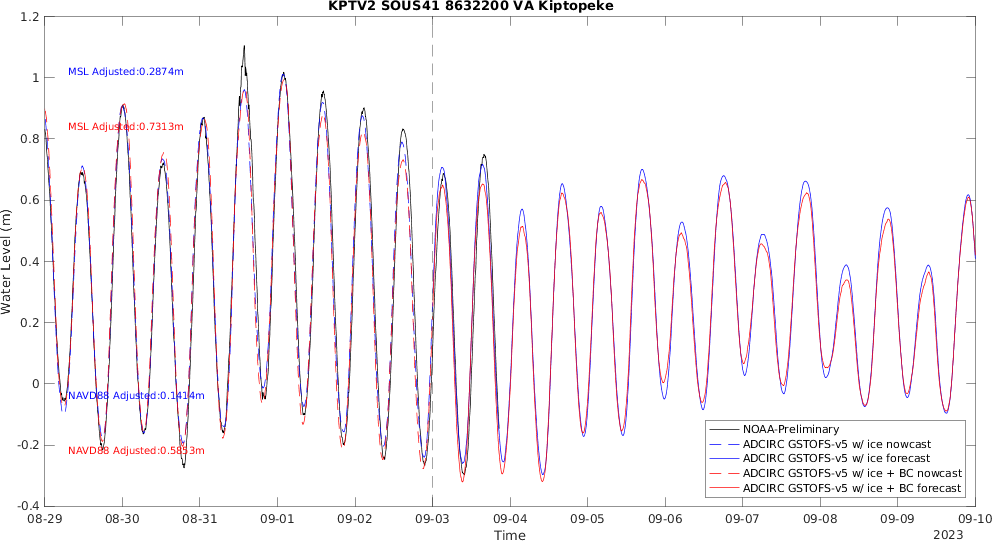 KPTV2 SOUS41 8632200 VA Kiptopeke
1.2
1
0.8
0.6
0.4
0.2
0
-0.2
-0.4
Water Level (m)
MSL Adjusted:0.2874m
MSL Adjusted:0.7313m
NAVD88 Adjusted:0.1414m
NAVD88 Adjusted:0.5853m
NOAA-Preliminary
ADCIRC GSTOFS-v5 w/ ice nowcast
ADCIRC GSTOFS-v5 w/ ice forecast
ADCIRC GSTOFS-v5 w/ ice + BC nowcast
ADCIRC GSTOFS-v5 w/ ice + BC forecast
08-29 08-30 08-31 09-01 09-02 09-03 09-04 09-05 09-06 09-07 09-08 09-09 09-10
Time
2023